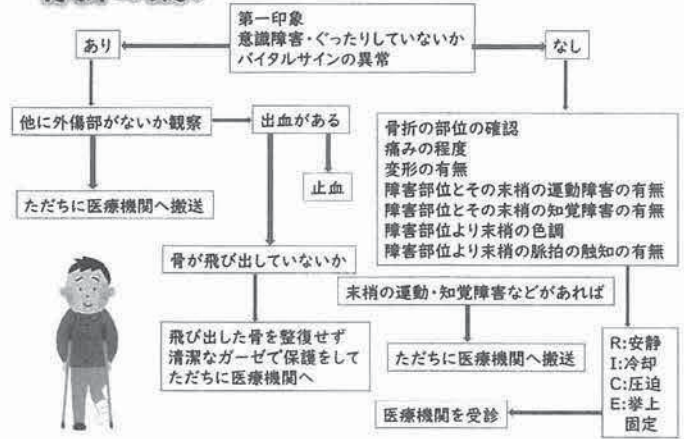 第一印象
意識障害・ぐったりしていないか
バイタルサインの異常
あり
なし
他に外傷部がないか観察
出血がある
止血
ただちに医療機関へ搬送
骨が飛び出していないか
飛び出した骨を整復せず
清潔なガーゼで保護をして
ただちに医療機関へ
骨折の部位の確認
痛みの程度
変形の有無
障害部位とその末梢の運動障害の有無
障害部位とその末梢の知覚障害の有無
障害部位より末梢の色調
障害部位より末梢の脈拍の触知の有無
末梢の運動・知覚障害などがあれば
ただちに医療機関へ搬送
R:安静
I:冷却
C:圧迫
E:挙上
固定
医療機関を受診